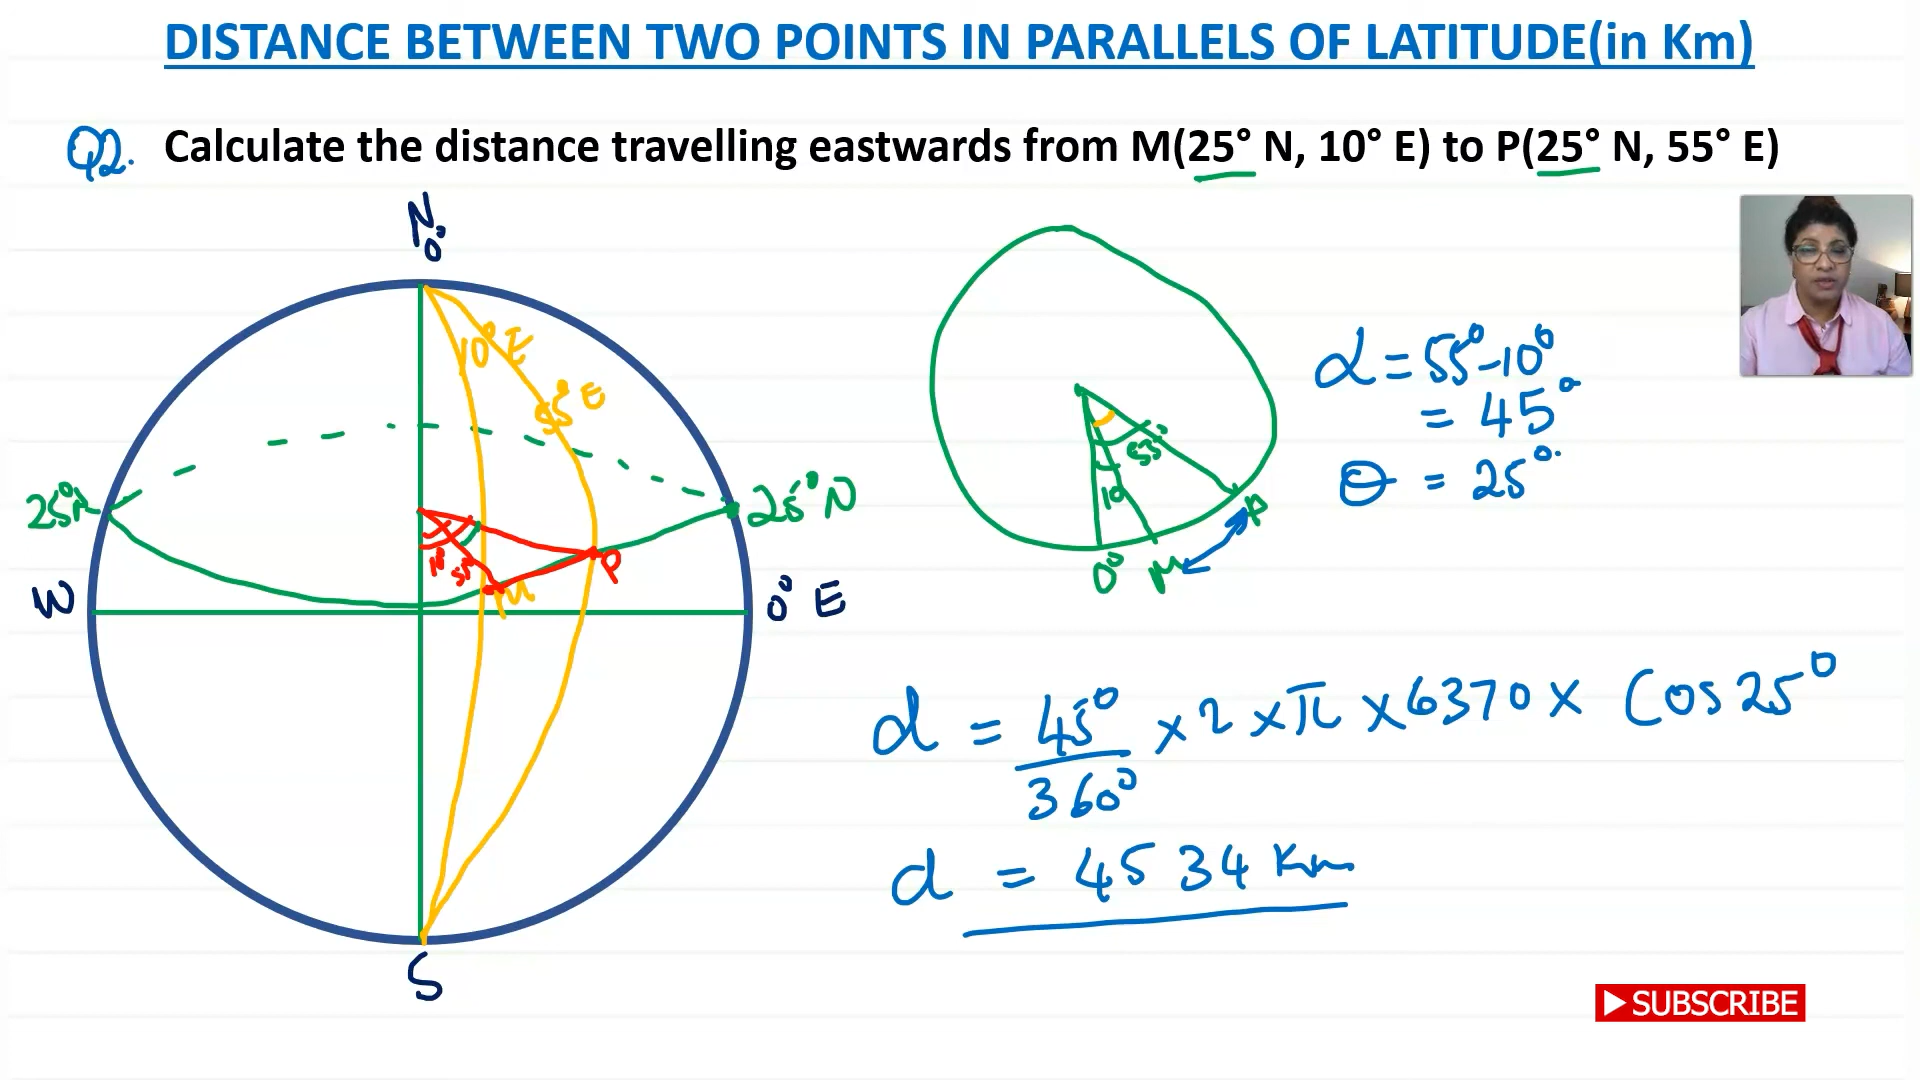 DISTANCE BETWEEN TWO POINTS IN PARALLELS OF LATITUDE(in Km)
Q2. Calculate the distance travelling eastwards from M(25° N, 10° E) to P(25° N, 55° E)
N
0°
10° E
55° E
25°N
25° N
W
0° E
10°
55°
M
P
S
55°
10
0°
M
P
α = 55° - 10°
= 45°
θ = 25°.
d = 45°/360° × 2 × π × 6370 × Cos 25°
d = 4534 Km
SUBSCRIBE